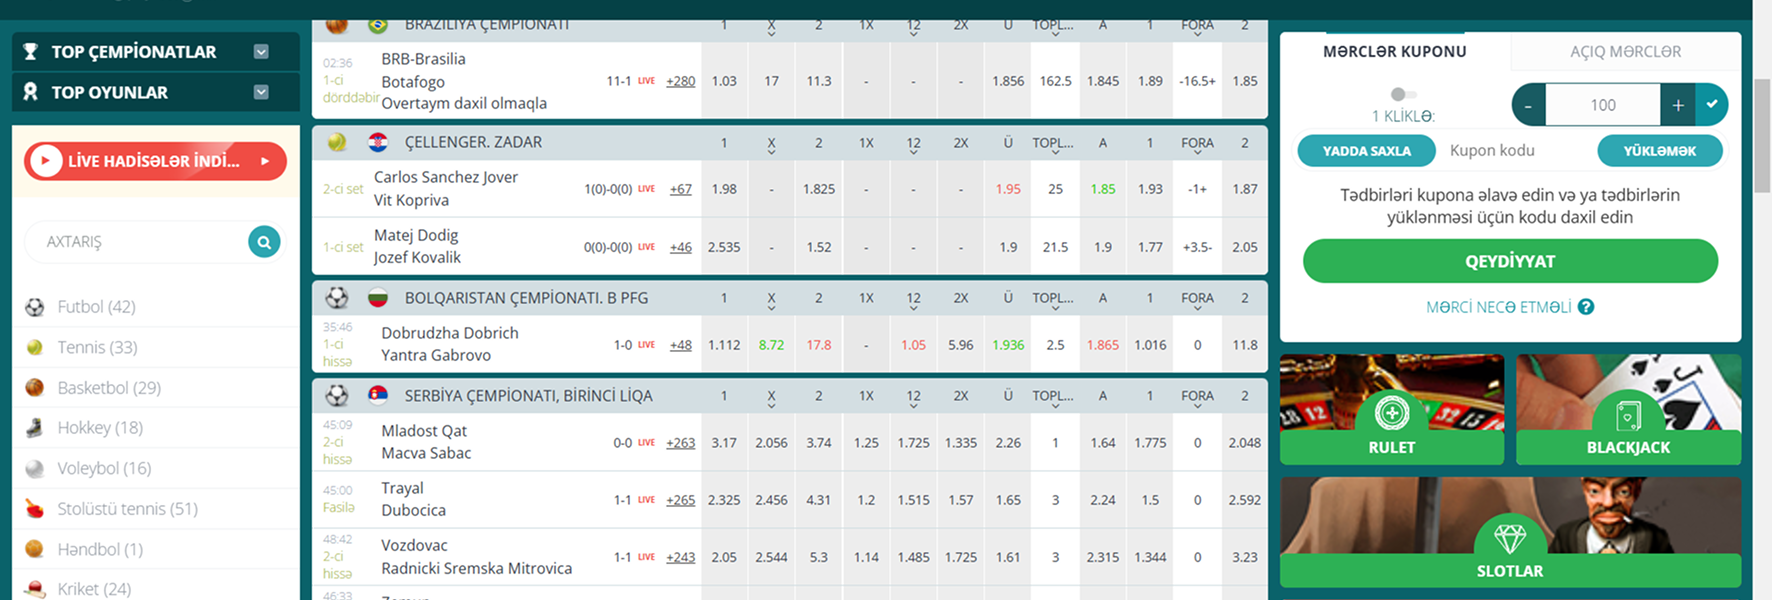 TOP ÇEMPİONATLAR
TOP OYUNLAR
LİVE HADİSƏLƏR İNDİ...
AXTARIŞ
Futbol (42)
Tennis (33)
Basketbol (29)
Hokkey (18)
Voleybol (16)
Stolüstü tennis (51)
Həndbol (1)
Kriket (24)
BRAZİLİYA ÇEMPİONATI 1 X 2 1X 12 2X Ü TOPL... A 1 FORA 2
02:36 1-ci dörddəbir
BRB-Brasilia
Botafogo
Overtaym daxil olmaqla
11-1 LIVE +280 1.03 17 11.3 - - - 1.856 162.5 1.845 1.89 -16.5+ 1.85
ÇELLENGER. ZADAR 1 X 2 1X 12 2X Ü TOPL... A 1 FORA 2
2-ci set
Carlos Sanchez Jover
Vit Kopriva
1(0)-0(0) LIVE +67 1.98 - 1.825 - - - 1.95 25 1.85 1.93 -1+ 1.87
1-ci set
Matej Dodig
Jozef Kovalik
0(0)-0(0) LIVE +46 2.535 - 1.52 - - - 1.9 21.5 1.9 1.77 +3.5- 2.05
BOLQARISTAN ÇEMPİONATI. B PFG 1 X 2 1X 12 2X Ü TOPL... A 1 FORA 2
35:46
1-ci
hissə
Dobrudzha Dobrich
Yantra Gabrovo
1-0 LIVE +48 1.112 8.72 17.8 - 1.05 5.96 1.936 2.5 1.865 1.016 0 11.8
SERBİYA ÇEMPİONATI, BİRİNCİ LİQA 1 X 2 1X 12 2X Ü TOPL... A 1 FORA 2
45:09
2-ci
hissə
Mladost Qat
Macva Sabac
0-0 LIVE +263 3.17 2.056 3.74 1.25 1.725 1.335 2.26 1 1.64 1.775 0 2.048
45:00
Fasilə
Trayal
Dubocica
1-1 LIVE +265 2.325 2.456 4.31 1.2 1.515 1.57 1.65 3 2.24 1.5 0 2.592
48:42
2-ci
hissə
Vozdovac
Radnicki Sremska Mitrovica
1-1 LIVE +243 2.05 2.544 5.3 1.14 1.485 1.725 1.61 3 2.315 1.344 0 3.23
46:33
MƏRCLƏR KUPONU
AÇIQ MƏRCLƏR
1 KLİKLƏ:
- 100 +
YADDA SAXLA
Kupon kodu
YÜKLƏMƏK
Tədbirləri kupona əlavə edin və ya tədbirlərin
yüklənməsi üçün kodu daxil edin
QEYDİYYAT
MƏRCİ NECƏ ETMƏLİ ?
28 12
32 15
RULET
J
BLACKJACK
SLOTLAR